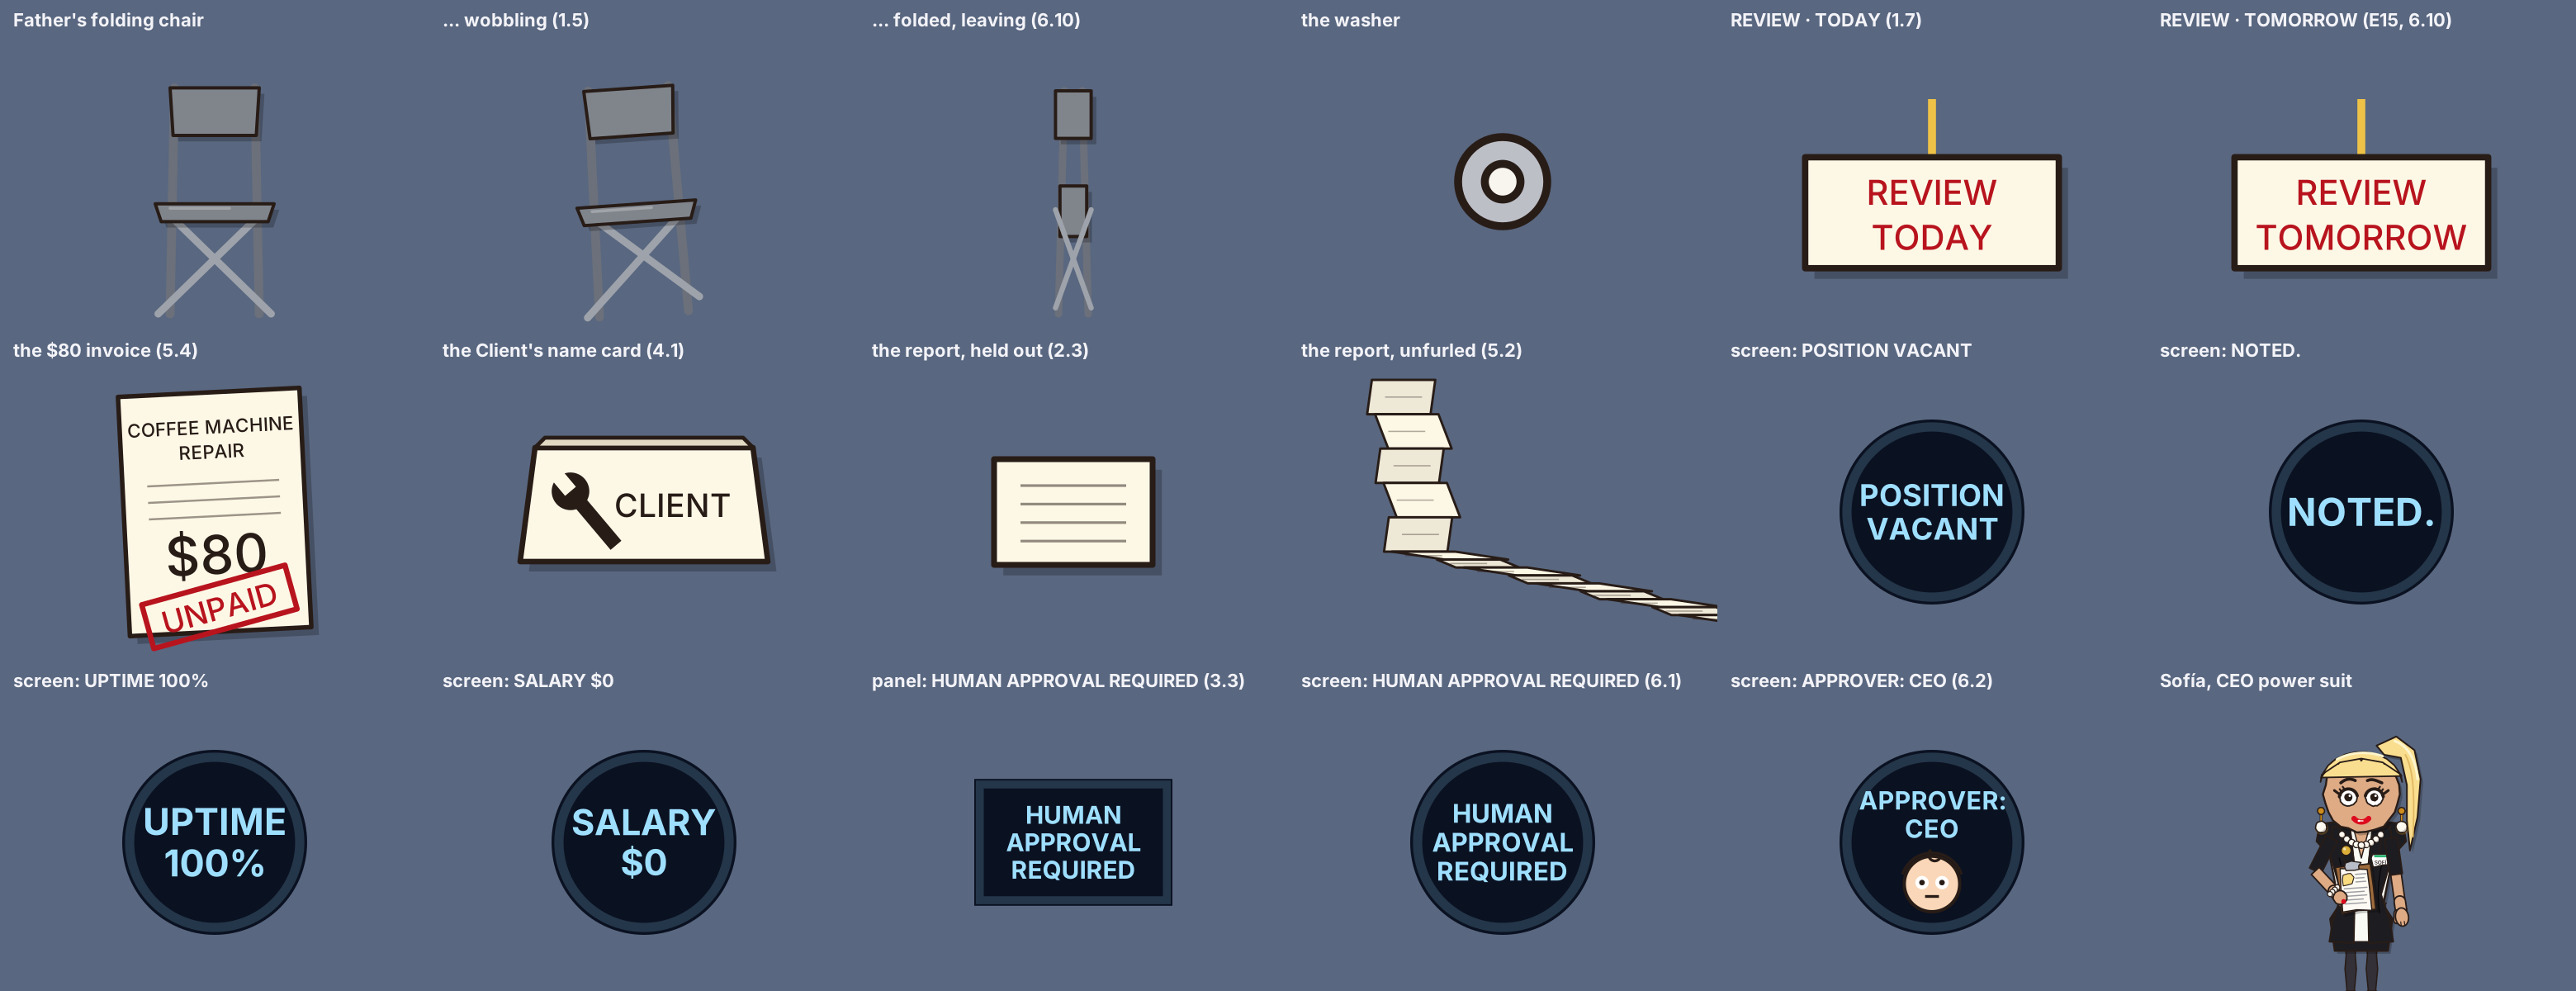 Father's folding chair
... wobbling (1.5)
... folded, leaving (6.10)
the washer
REVIEW · TODAY (1.7)
REVIEW · TOMORROW (E15, 6.10)
REVIEW
TODAY
REVIEW
TOMORROW
the $80 invoice (5.4)
the Client's name card (4.1)
the report, held out (2.3)
the report, unfurled (5.2)
screen: POSITION VACANT
screen: NOTED.
COFFEE MACHINE
REPAIR
$80
UNPAID
CLIENT
POSITION
VACANT
NOTED.
screen: UPTIME 100%
screen: SALARY $0
panel: HUMAN APPROVAL REQUIRED (3.3)
screen: HUMAN APPROVAL REQUIRED (6.1)
screen: APPROVER: CEO (6.2)
Sofía, CEO power suit
UPTIME
100%
SALARY
$0
HUMAN
APPROVAL
REQUIRED
HUMAN
APPROVAL
REQUIRED
APPROVER:
CEO